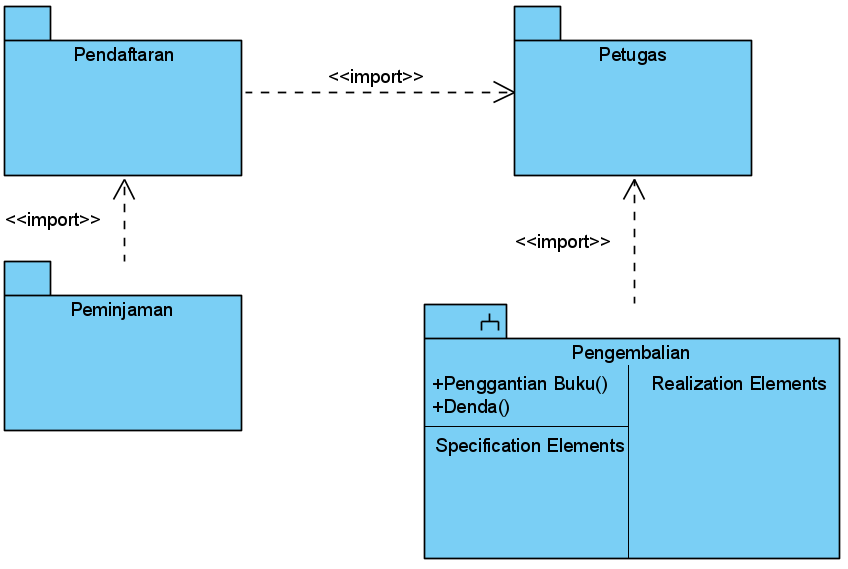 Pendaftaran
<<import>>
Petugas
<<import>>
<<import>>
Peminjaman
Pengembalian
+Penggantian Buku()
+Denda()
Realization Elements
Specification Elements